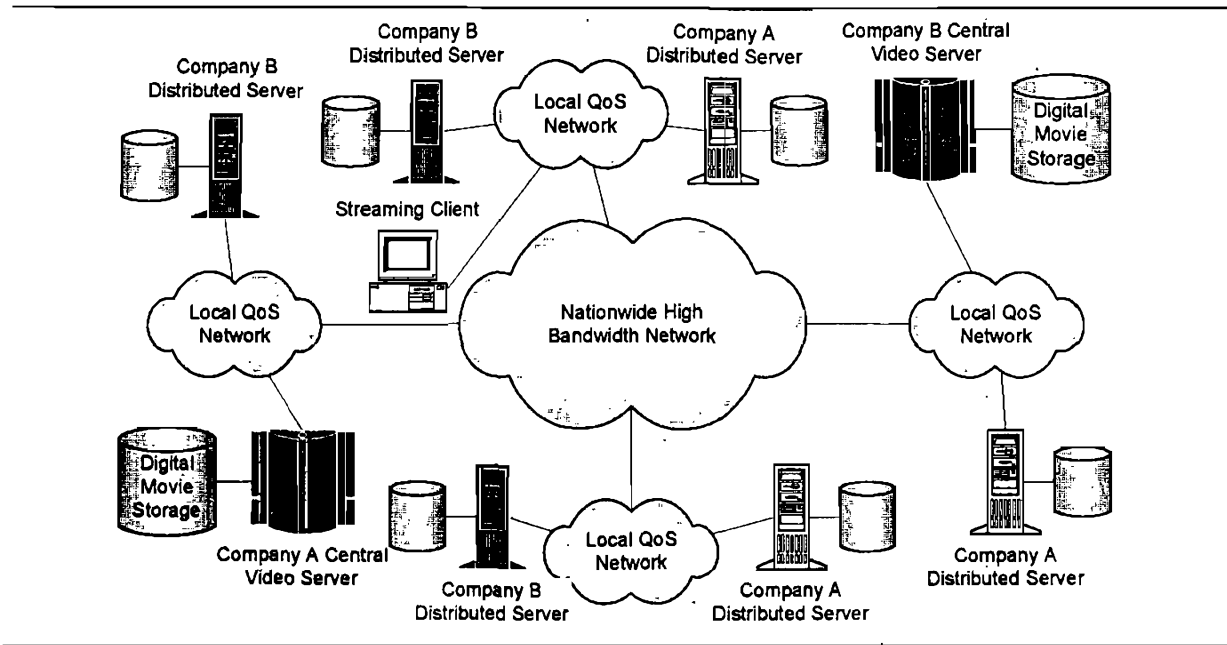 Company B
Distributed Server
Company B
Distributed Server
Company A
Distributed Server
Company B Central
Video Server
Local QoS
Network
Digital
Movie
Storage
Streaming Client
Local QoS
Network
Nationwide High
Bandwidth Network
Local QoS
Network
Digital
Movie
Storage
Company A Central
Video Server
Company B
Distributed Server
Local QoS
Network
Company A
Distributed Server
Company A
Distributed Server